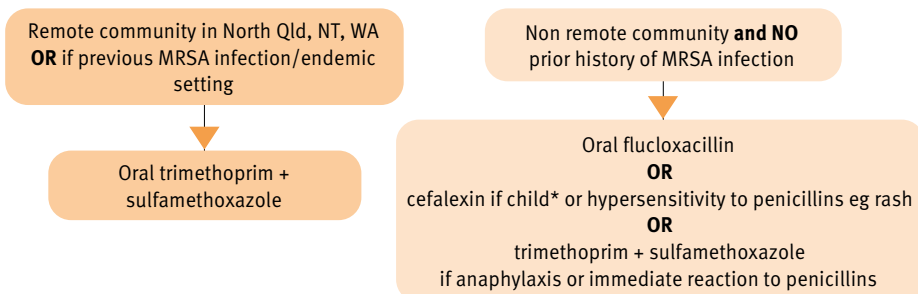 Remote community in North Qld, NT, WA
OR if previous MRSA infection/endemic
setting
Oral trimethoprim +
sulfamethoxazole
Non remote community and NO
prior history of MRSA infection
Oral flucloxacillin
OR
cefalexin if child* or hypersensitivity to penicillins eg rash
OR
trimethoprim + sulfamethoxazole
if anaphylaxis or immediate reaction to penicillins